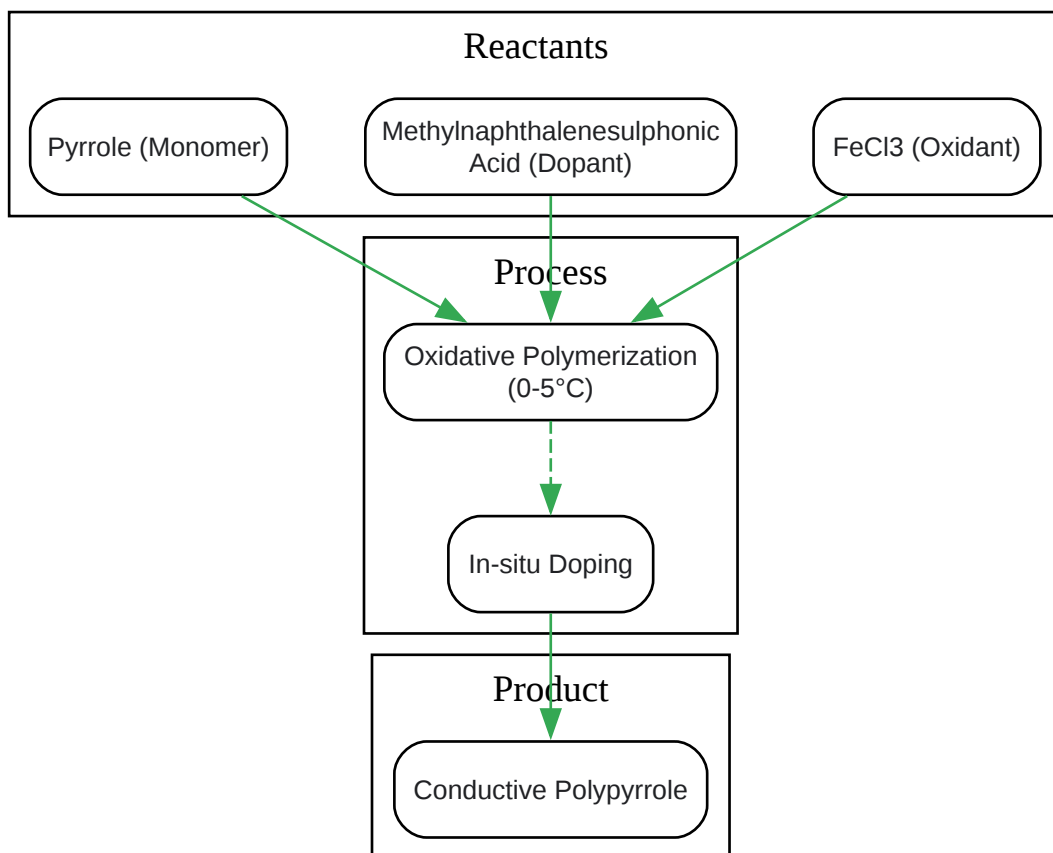 Reactants
Pyrrole (Monomer)
Methylnaphthalenesulphonic
Acid (Dopant)
FeCl3 (Oxidant)
Process
Oxidative Polymerization
(0-5°C)
In-situ Doping
Product
Conductive Polypyrrole